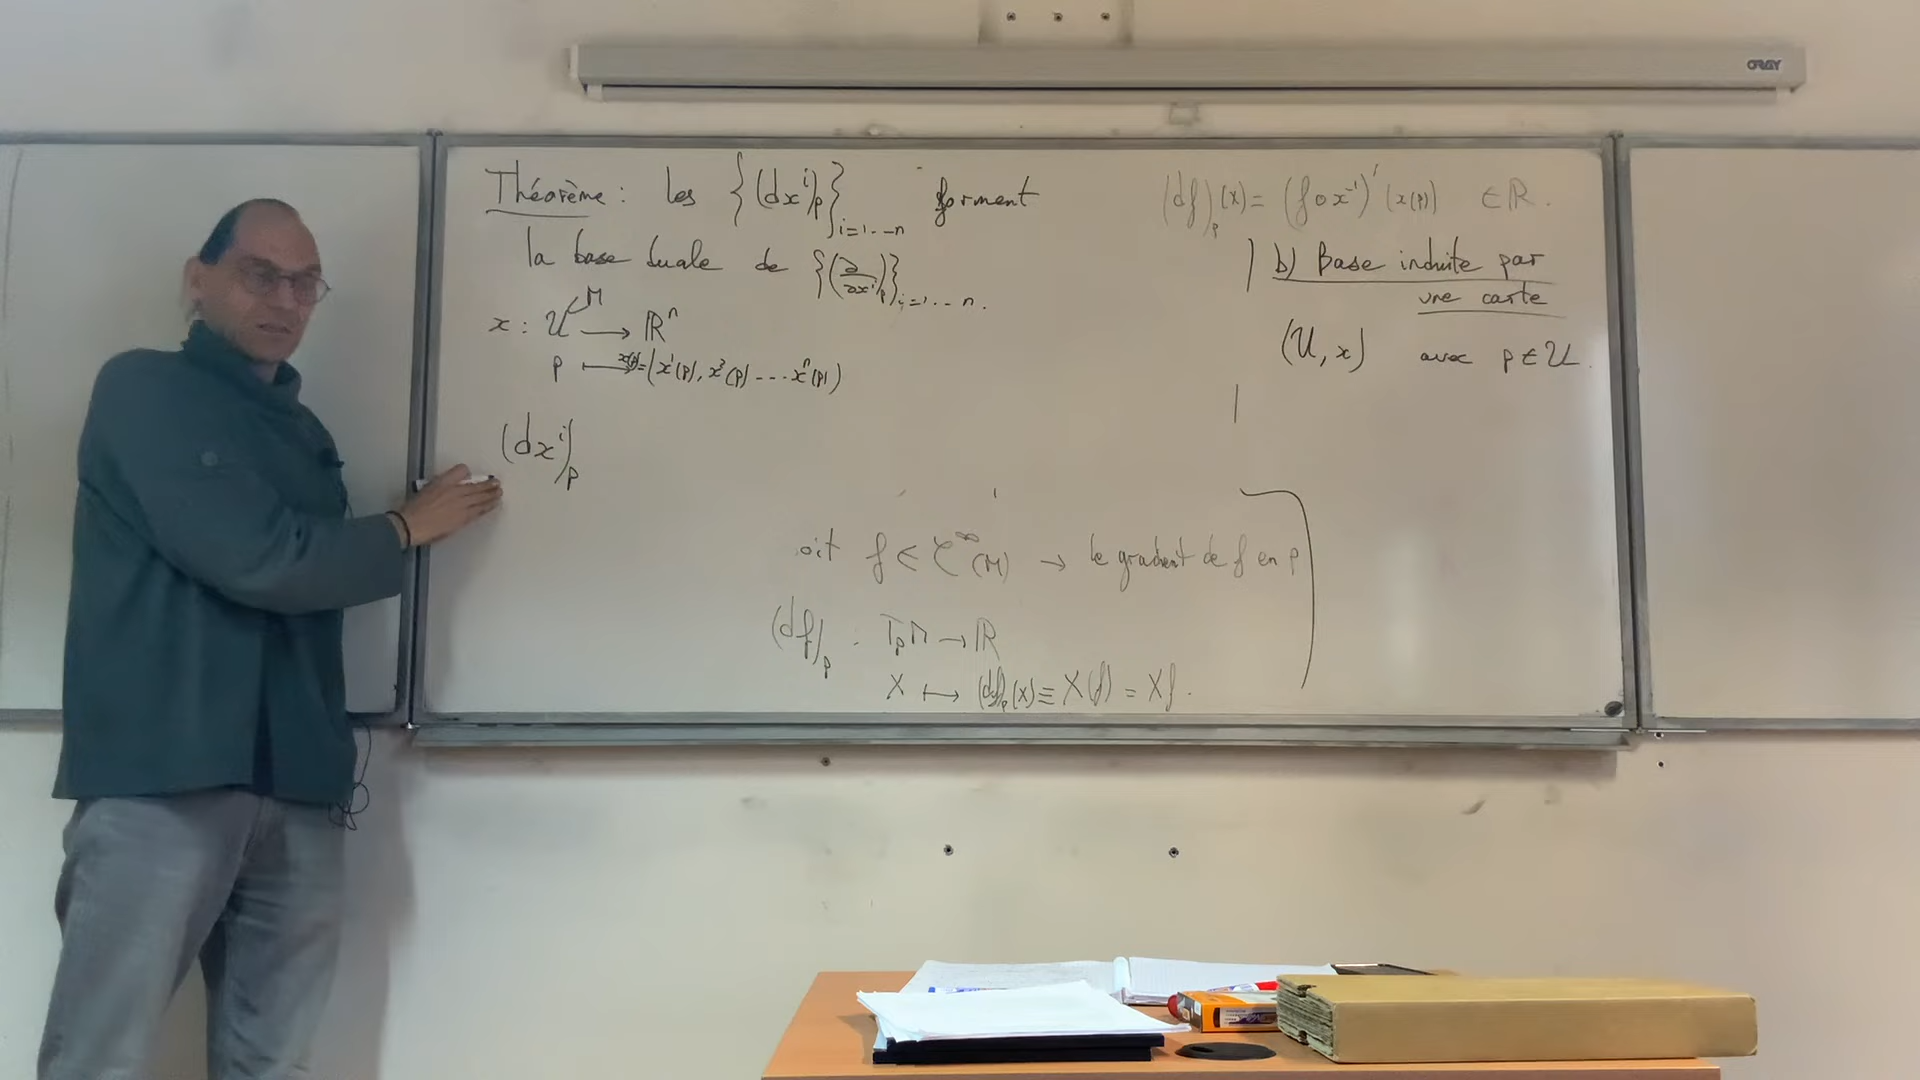 ORAY
Théorème : les {(dx^i)_p}_{i=1...n} forment
la base duale de {(∂/∂x^i)_p}_{i=1...n}.
x : U ⟶ ℝ^n
M
p ⟼ x(p)=(x^1(p), x^2(p) --- x^n(p))
(dx^i)_p
(df)_p(X) = (f∘x^{-1})'(x(p)) ∈ ℝ.
b) Base induite par
une carte
(U, x) avec p ∈ U.
oit f ∈ C^∞(M) → le gradient de f en p
(df)_p : T_pM → ℝ
X ⟼ (df)_p(X) ≡ X(f) = Xf.